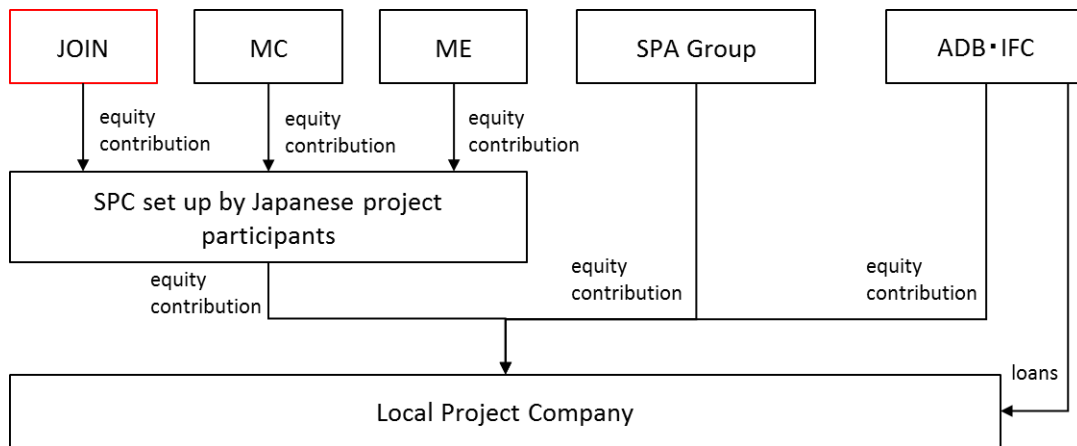 JOIN
MC
ME
SPA Group
ADB・IFC
equity
contribution
equity
contribution
equity
contribution
SPC set up by Japanese project
participants
equity
contribution
equity
contribution
equity
contribution
loans
Local Project Company